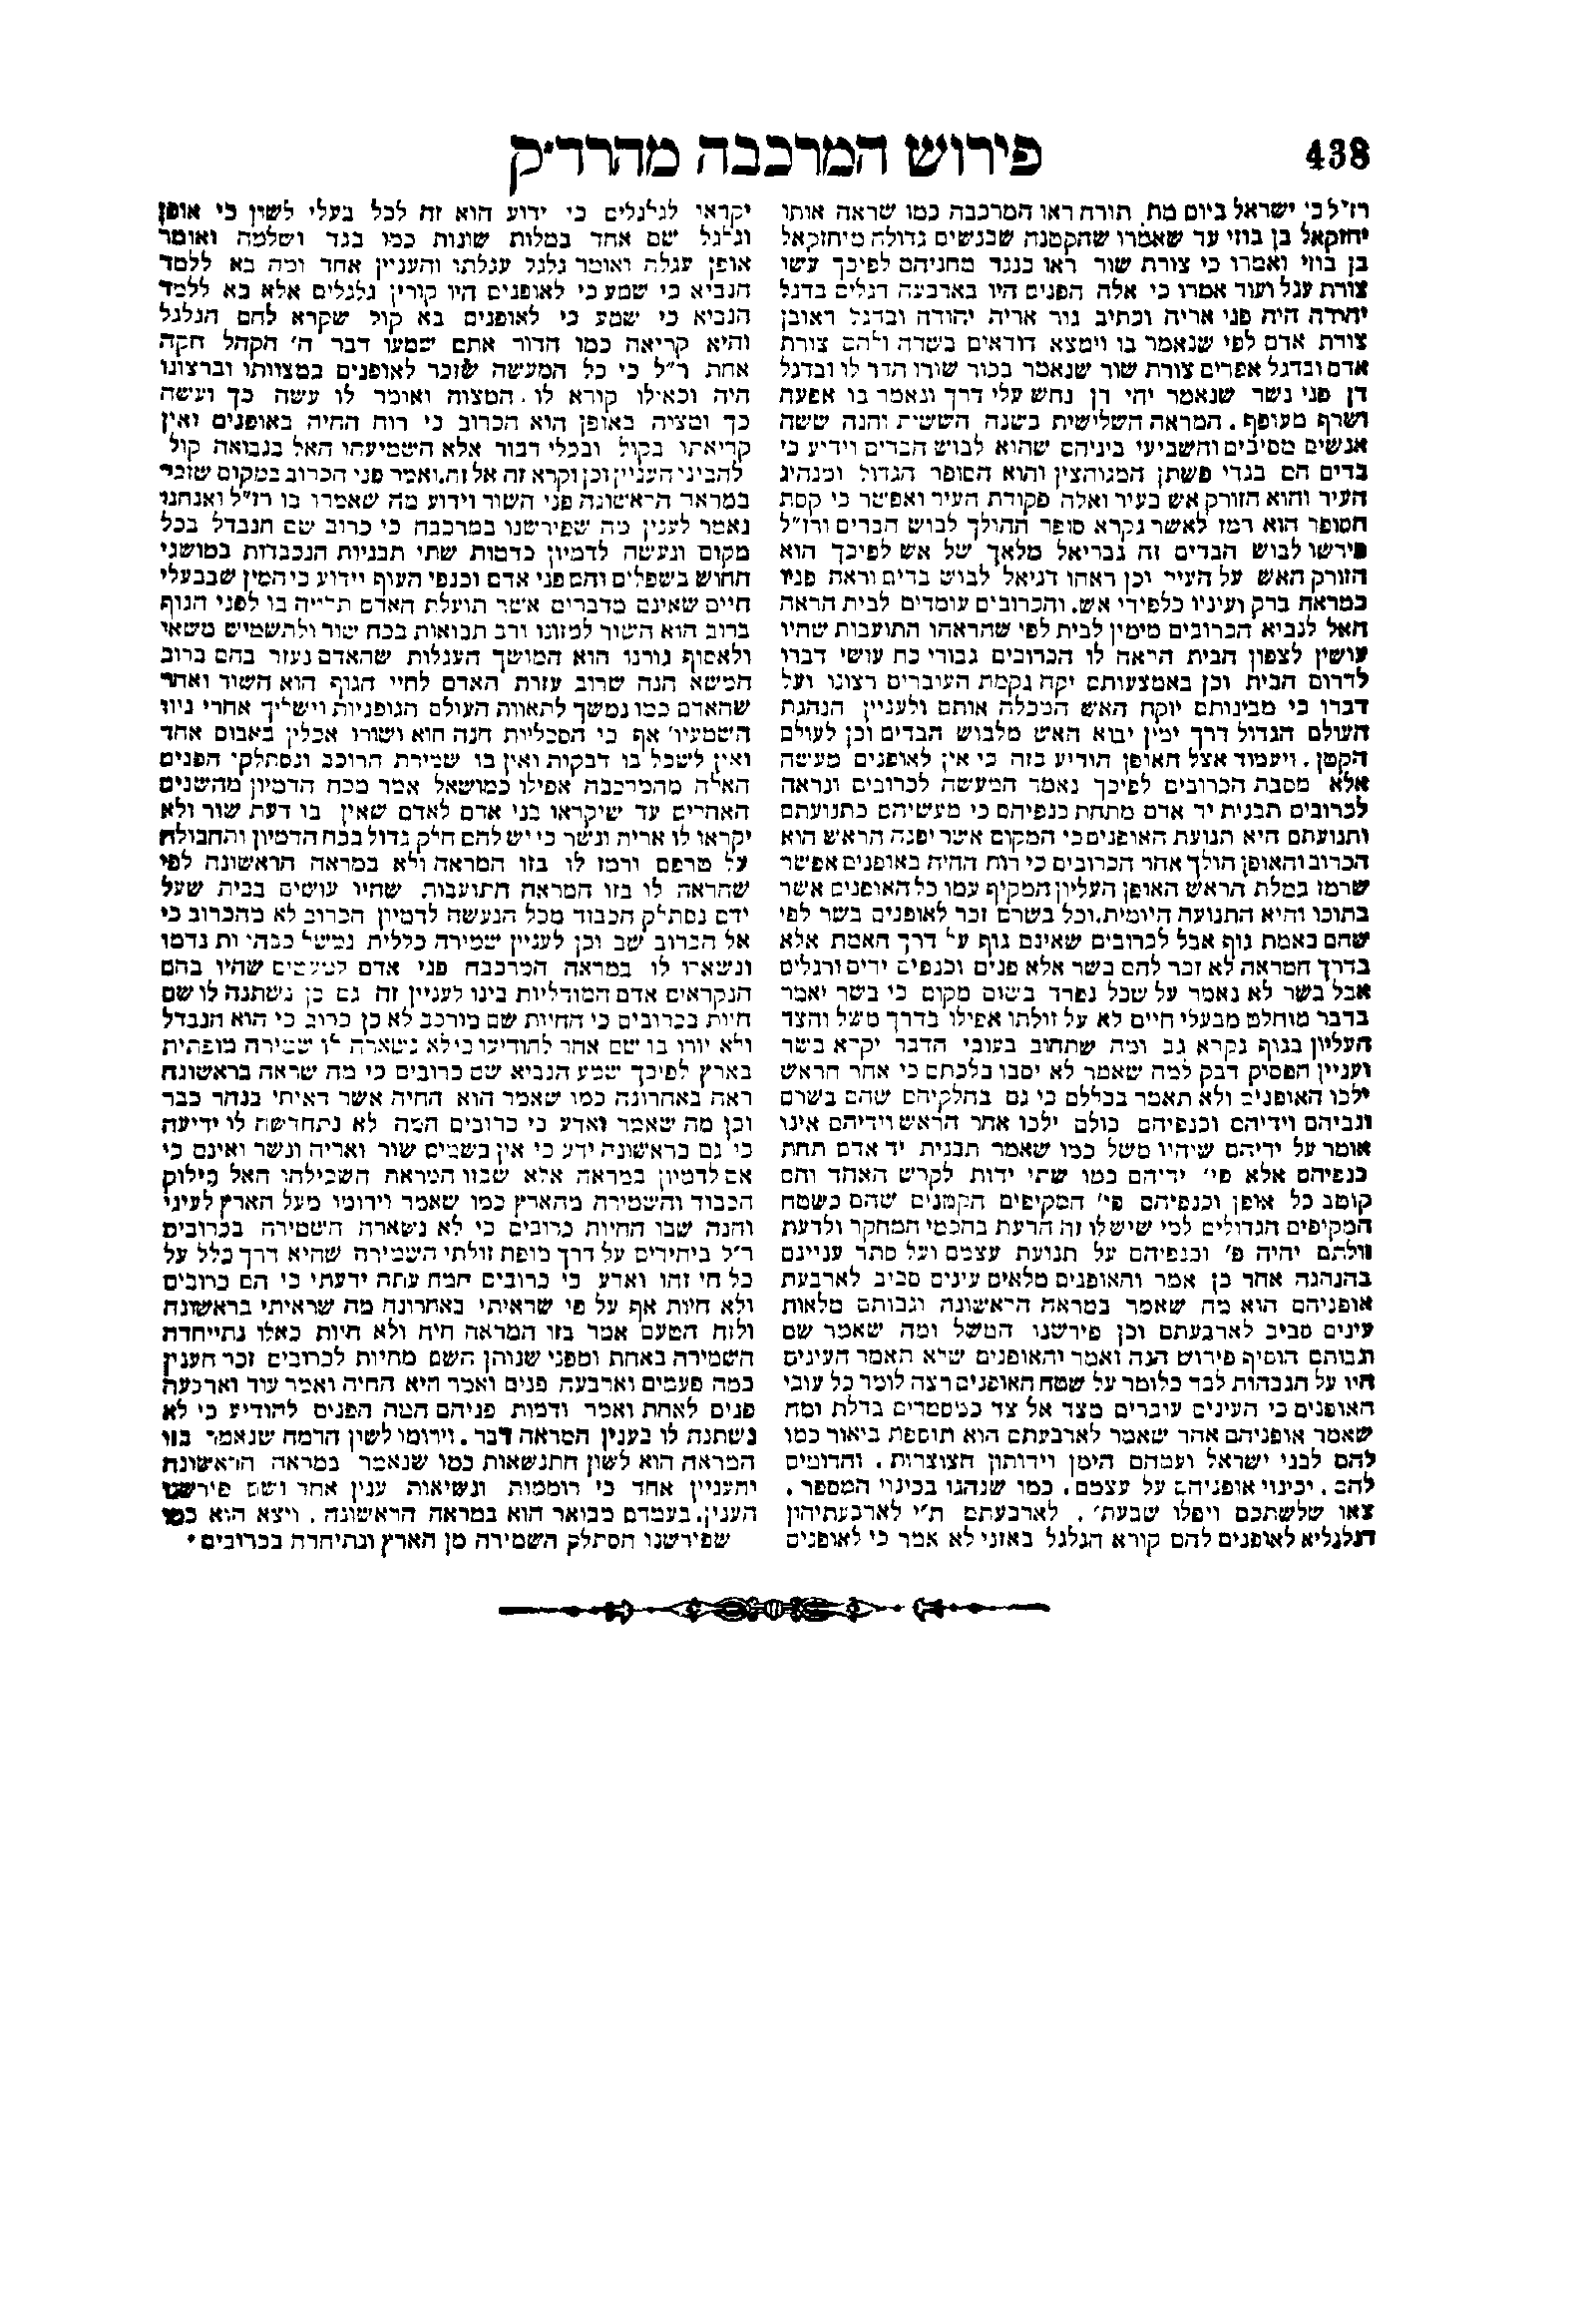 438
פירוש המרכבה מהרד״ק
רז״ל כי ישראל ביום מת׳ תורה ראו המרכבה כמו שראה אותו
יחזקאל בן בוזי עד שאמרו שהקטנה שבנשים גדולה מיחזקאל
בן בוזי ואמרו כי צורת שור ראו כנגד מחניהם לפיכך עשו
צורת עגל ועוד אמרו כי אלה הפנים היו בארבעה דגלים בדגל
יהודה היה פני אריה וכתיב גור אריה יהודה ובדגל ראובן
צורת אדם לפי שנאמר בו וימצא דודאים בשדה ולהם צורת
אדם ובדגל אפרים צורת שור שנאמר בכור שורו הדר לו ובדגל
דן פני נשר שנאמר יהי דן נחש עלי דרך ונאמר בו אפעה
ושרף מעופף. המראה השלישית בשנה הששית והנה ששה
אנשים מסיבים והשביעי ביניהם שהוא לבוש הבדים וידוע כי
בדים הם בגדי פשתן המגוהצין והוא הסופר הגדול ומנהיג
העיר והוא הזורק אש בעיר ואלה פקודת העיר ואפשר כי קסת
הסופר הוא רמז לאשר נקרא סופר ההולך לבוש הבדים ורז״ל
פירשו לבוש הבדים זה גבריאל מלאך של אש לפיכך הוא
הזורק האש על העיר וכן ראהו דניאל לבוש בדים וראה פניו
כמראה ברק ועיניו כלפידי אש. והכרובים עומדים לבית הראה
האל לנביא הכרובים מימין לבית לפי שהראהו התועבות שהיו
עושין לצפון הבית הראה לו הכרובים גבורי כח עושי דברו
לדרום הבית וכן באמצעותם יקח נקמת העוברים רצונו ועל
דברו כי מבינותם יוקח האש המכלה אותם ולעניין הנהגת
העולם הגדול דרך ימין יבוא האש מלבוש הבדים וכן לעולם
הקטן. ויעמוד אצל האופן הודיע בזה כי אין לאופנים מעשה
אלא מסבת הכרובים לפיכך נאמר המעשה לכרובים ונראה
לכרובים תבנית יד אדם מתחת כנפיהם כי מעשיהם כתנועתם
ותנועתם היא תנועת האופנים כי המקום אשר יפנה הראש הוא
הכרוב והאופן הולך אחר הכרובים כי רוח החיה באופנים אפשר
שרמז במלת הראש האופן העליון המקיף עמו כל האופנים אשר
בתוכו והיא התנועה היומית. וכל בשרם זכר לאופנים בשר לפי
שהם באמת גוף אבל לכרובים שאינם גוף על דרך האמת אלא
בדרך המראה לא זכר להם בשר אלא פנים וכנפים ידים ורגלים
אבל בשר לא נאמר על שכל נפרד בשום מקום כי בשר יאמר
בדבר מוחלט מבעלי חיים לא על זולתו אפילו בדרך משל והצד
העליון בגוף נקרא גב ומה שתחוב בעובי הדבר יקרא בשר
ועניין הפסוק דבק למה שאמר לא יסבו בלכתם כי אחר הראש
ילכו האופנים ולא תאמר בכללם כי גם בחלקיהם שהם בשרם
וגביהם וידיהם וכנפיהם כולם ילכו אחר הראש וידיהם אינו
אומר על ידיהם שיהיו משל כמו שאמר תבנית יד אדם תחת
כנפיהם אלא פי׳ ידיהם כמו שתי ידות לקרש האחד והם
קוטב כל אופן וכנפיהם פי׳ המקיפים הקטנים שהם כשטח
המקיפים הגדולים למי שיש לו זה הדעת בחכמי המחקר ולדעת
זולתם יהיה פ׳ וכנפיהם על תנועת עצמם ועל סתר עניינם
בהנהגה אחר כן אמר והאופנים מלאים עינים סביב לארבעת
אופניהם הוא מה שאמר במראה הראשונה וגבותם מלאות
עינים סביב לארבעתם וכן פירשנו המשל ומה שאמר שם
וגבותם הוסיף פירוש הנה ואמר והאופנים שלא תאמר העינים
היו על הגבהות לבד כלומר על שטח האופנים רצה לומר כל עובי
האופנים כי העינים עוברים מצד אל צד כמסמרים בדלת ומה
שאמר אופניהם אחר שאמר לארבעתם הוא תוספת ביאור כמו
להם לבני ישראל ועמהם הימן וידותון חצוצרות. והדומים
להם. וכינוי אופניהם על עצמם. כמו שנהגו בכינוי המספר.
צאו שלשתכם ויפלו שבעת׳. לארבעתם ת״י לארבעתיהון
דגלגליא לאופנים להם קורא הגלגל באזני לא אמר כי לאופנים
יקראו לגלגלים כי ידוע הוא זה לכל בעלי לשון כי אופן
וגלגל שם אחד במלות שונות כמו בגד ושלמה ואומר
אופן עגלה ואומר גלגל עגלתו והעניין אחד ומה בא ללמד
הנביא כי שמע כי לאופנים היו קורין גלגלים אלא בא ללמד
הנביא כי שמע כי לאופנים בא קול שקרא להם הגלגל
והיא קריאה כמו הדור אתם שמעו דבר ה׳ הקהל חקה
אחת ר״ל כי כל המעשה שזכר לאופנים במצוותו וברצונו
היה וכאילו קורא לו. המצוה ואומר לו עשה כך ועשה
כך ומצוה באופן הוא הכרוב כי רוח החיה באופנים ואין
קריאתו בקול ובכלי דבור אלא השמיעהו האל בנבואה קול
להביני העניין וכן וקרא זה אל זה. ואמר פני הכרוב במקום שזכר
במראה הראשונה פני השור וידוע מה שאמרו בו רז״ל ואנחנו
נאמר לענין מה שפירשנו במרכבה כי כרוב שם הנבדל בכל
מקום ונעשה לדמיון כדמות שתי תבניות הנכבדות במושגי
החוש בשפלים והם פני אדם וכנפי העוף וידוע כי המין שבבעלי
חיים שאינם מדברים אשר תועלת האדם תהיה בו לפני הגוף
ברוב הוא השור למזונו ורב תבואות בכח שור ולתשמיש משאי
ולאסוף גורנו הוא המושך העגלות שהאדם נעזר בהם ברוב
המשא הנה שרוב עזרת האדם לחיי הגוף הוא השור ואחר
שהאדם כמו נמשך לתאוות העולם הגופניות וישליך אחרי גיוו
השמעיו׳ אף כי הסכליות הנה הוא ושורו אכלין באבוס אחד
ואין לשכל בו דבקות ואין בו שמירת הרוכב ונסתלקו הפנים
האלה מהמרכבה אפילו כמושאל אמר מכח הדמיון מהשנים
האחרים עד שיקראו בני אדם לאדם שאין בו דעת שור ולא
יקראו לו אריה ונשר כי יש להם חלק גדול בכח הדמיון ותחבולה
על טרפם ורמז לו בזו המראה ולא במראה הראשונה לפי
שהראה לו בזו המראה התועבות שהיו עושים בבית שעל
ידם נסתלק הכבוד מכל הנעשה לדמיון הכרוב לא מהכרוב כי
אל הכרוב שב וכן לעניין שמירה כללית נמשל כבהמות נדמו
ונשארו לו במראה המרכבה פני אדם למעטים שהיו בהם
הנקראים אדם המודליות בינו לעניין זה גם כן נשתנה לו שם
חיות בכרובים כי החיות שם מורכב לא כן כרוב כי הוא הנבדל
ולא יורו בו שם אחר להודיעו כי לא נשארה לו שמירה מופתית
בארץ לפיכך שמע הנביא שם כרובים כי מה שראה בראשונה
ראה באחרונה כמו שאמר הוא החיה אשר ראיתי בנהר כבר
וכן מה שאמר ואדע כי כרובים המה לא נתחדשה לו ידיעה
כי גם בראשונה ידע כי אין בשמים שור ואריה ונשר ואינם כי
אם לדמיון במראה אלא שבזו המראה השכילהו האל סילוק
הכבוד והשמירה מהארץ כמו שאמר וירומו מעל הארץ לעיני
והנה שבו החיות כרובים כי לא נשארה השמירה בכרובים
ר״ל ביחידים על דרך מופת זולתי השמירה שהיא דרך כלל על
כל חי זהו ואדע כי כרובים המה עתה ידעתי כי הם כרובים
ולא חיות אף על פי שראיתי באחרונה מה שראיתי בראשונה
ולזה הטעם אמר בזו המראה חיה ולא חיות כאלו נתייחדה
השמירה באחת ומפני שנותן השם מחיות לכרובים זכר הענין
כמה פעמים וארבעה פנים ואמר היא החיה ואמר עוד וארבעה
פנים לאחת ואמר ודמות פניהם המה הפנים להודיע כי לא
נשתנה לו בענין המראה דבר. וירומו לשון הרמה שנאמר בזו
המראה הוא לשון התנשאות כמו שנאמר במראה הראשונה
והעניין אחד כי רוממות ונשיאות ענין אחד ושם פירשנו
הענין. בעמדם מבואר הוא במראה הראשונה. ויצא הוא כמו
שפירשנו הסתלק השמירה מן הארץ ונתיחדה בכרובים.